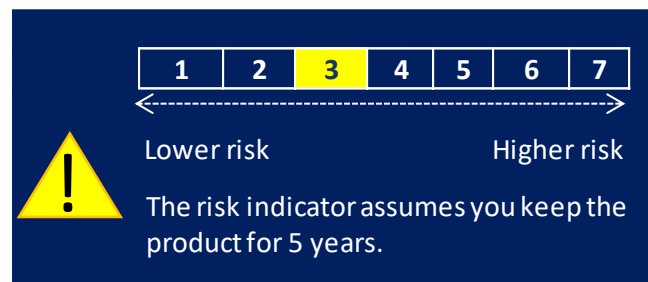 1 2 3 4 5 6 7
Lower risk Higher risk
!
The risk indicator assumes you keep the
product for 5 years.